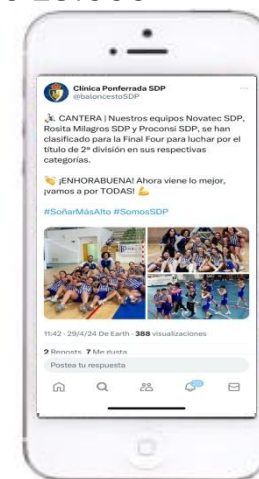 Clínica Ponferrada SDP
@baloncestoSDP
CANTERA | Nuestros equipos Novatec SDP,
Rosita Milagros SDP y Proconsi SDP, se han
clasificado para la Final Four para luchar por el
título de 2ª división en sus respectivas
categorías.
¡ENHORABUENA! Ahora viene lo mejor,
¡vamos a por TODAS!
#SoñarMásAlto #SomosSDP
11:42 · 29/4/24 De Earth · 388 visualizaciones
2 Reposts 7 Me gusta
Postea tu respuesta